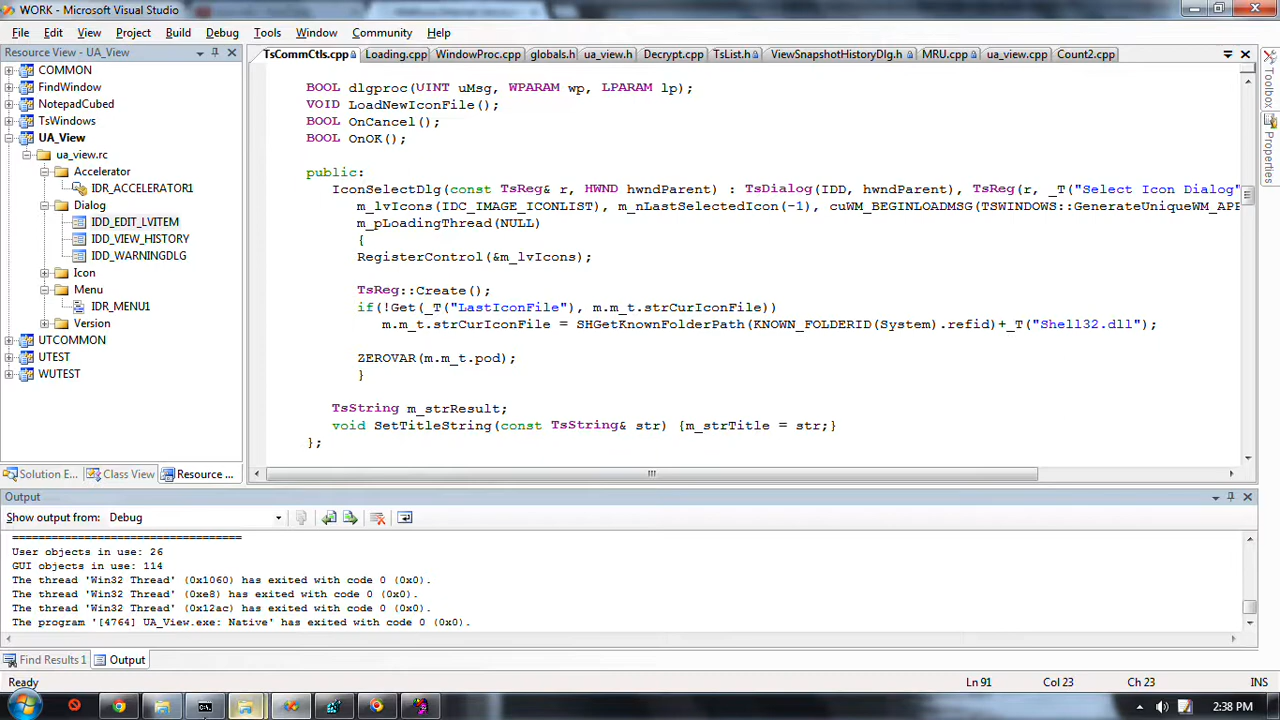 WORK - Microsoft Visual Studio
File Edit View Project Build Debug Tools Window Community Help
Resource View - UA_View
TsCommCtls.cpp Loading.cpp WindowProc.cpp globals.h ua_view.h Decrypt.cpp TsList.h ViewSnapshotHistoryDlg.h MRU.cpp ua_view.cpp Count2.cpp
COMMON
FindWindow
NotepadCubed
TsWindows
UA_View
ua_view.rc
Accelerator
IDR_ACCELERATOR1
Dialog
IDD_EDIT_LVITEM
IDD_VIEW_HISTORY
IDD_WARNINGDLG
Icon
Menu
IDR_MENU1
Version
UTCOMMON
UTEST
WUTEST
Solution E... Class View Resource ...
BOOL dlgproc(UINT uMsg, WPARAM wp, LPARAM lp);
VOID LoadNewIconFile();
BOOL OnCancel();
BOOL OnOK();
public:
IconSelectDlg(const TsReg& r, HWND hwndParent) : TsDialog(IDD, hwndParent), TsReg(r, _T("Select Icon Dialog"
m_lvIcons(IDC_IMAGE_ICONLIST), m_nLastSelectedIcon(-1), cuWM_BEGINLOADMSG(TSWINDOWS::GenerateUniqueWM_APP
m_pLoadingThread(NULL)
{
RegisterControl(&m_lvIcons);
TsReg::Create();
if(!Get(_T("LastIconFile"), m.m_t.strCurIconFile))
m.m_t.strCurIconFile = SHGetKnownFolderPath(KNOWN_FOLDERID(System).refid)+_T("Shell32.dll");
ZEROVAR(m.m_t.pod);
}
TsString m_strResult;
void SetTitleString(const TsString& str) {m_strTitle = str;}
};
Toolbox
Properties
Output
Show output from: Debug
==================================
User objects in use: 26
GUI objects in use: 114
The thread 'Win32 Thread' (0x1060) has exited with code 0 (0x0).
The thread 'Win32 Thread' (0xe8) has exited with code 0 (0x0).
The thread 'Win32 Thread' (0x12ac) has exited with code 0 (0x0).
The program '[4764] UA_View.exe: Native' has exited with code 0 (0x0).
Find Results 1 Output
Ready Ln 91 Col 23 Ch 23 INS
2:38 PM